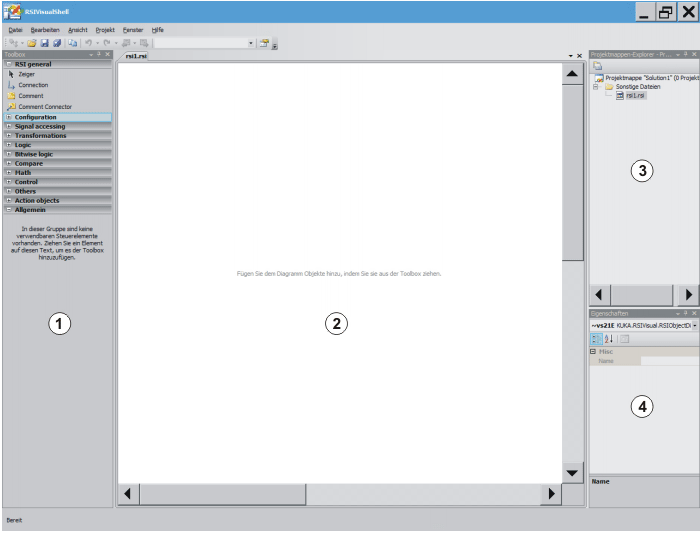 RSIVisualShell
Datei Bearbeiten Ansicht Projekt Fenster Hilfe
Toolbox
RSI general
Zeiger
Connection
Comment
Comment Connector
Configuration
Signal accessing
Transformations
Logic
Bitwise logic
Compare
Math
Control
Others
Action objects
Allgemein
In dieser Gruppe sind keine
verwendbaren Steuerelemente
vorhanden. Ziehen Sie ein Element
auf diesen Text, um es der Toolbox
hinzuzufügen.
1
rsi1.rsi
Fügen Sie dem Diagramm Objekte hinzu, indem Sie sie aus der Toolbox ziehen.
2
Projektmappen-Explorer - Pr...
Projektmappe "Solution1" (0 Projekt
Sonstige Dateien
rsi1.rsi
3
Eigenschaften
~vs21E KUKA.RSIVisual.RSIObjectDi
Misc
Name
4
Name
Bereit